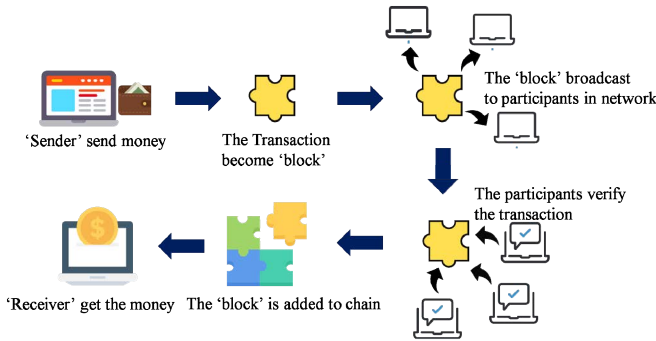 ‘Sender’ send money
The Transaction
become ‘block’
The ‘block’ broadcast
to participants in network
The participants verify
the transaction
The ‘block’ is added to chain
$
‘Receiver’ get the money